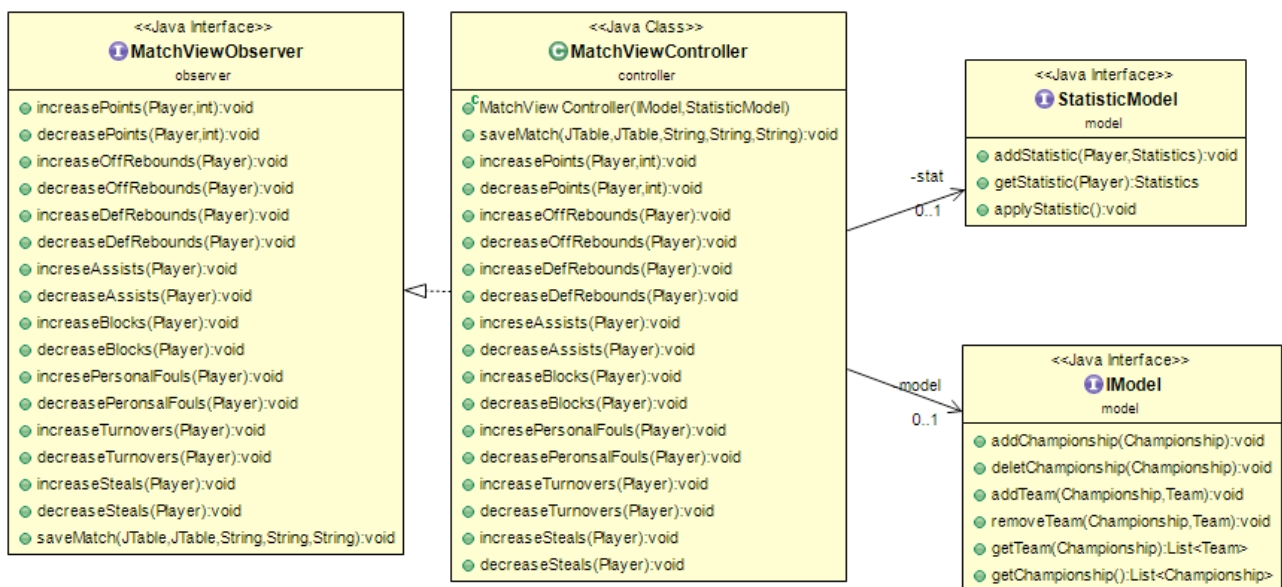 <<Java Interface>>
MatchViewObserver
observer
increasePoints(Player,int):void
decreasePoints(Player,int):void
increaseOffRebounds(Player):void
decreaseOffRebounds(Player):void
increaseDefRebounds(Player):void
decreaseDefRebounds(Player):void
increseAssists(Player):void
decreaseAssists(Player):void
increaseBlocks(Player):void
decreaseBlocks(Player):void
incresePersonalFouls(Player):void
decreasePeronsalFouls(Player):void
increaseTurnovers(Player):void
decreaseTurnovers(Player):void
increaseSteals(Player):void
decreaseSteals(Player):void
saveMatch(JTable,JTable,String,String,String):void
<<Java Class>>
MatchViewController
controller
MatchView Controller(IModel,StatisticModel)
saveMatch(JTable,JTable,String,String,String):void
increasePoints(Player,int):void
decreasePoints(Player,int):void
increaseOffRebounds(Player):void
decreaseOffRebounds(Player):void
increaseDefRebounds(Player):void
decreaseDefRebounds(Player):void
increseAssists(Player):void
decreaseAssists(Player):void
increaseBlocks(Player):void
decreaseBlocks(Player):void
incresePersonalFouls(Player):void
decreasePeronsalFouls(Player):void
increaseTurnovers(Player):void
decreaseTurnovers(Player):void
increaseSteals(Player):void
decreaseSteals(Player):void
-stat
0..1
<<Java Interface>>
StatisticModel
model
addStatistic(Player,Statistics):void
getStatistic(Player):Statistics
applyStatistic():void
-model
0..1
<<Java Interface>>
IModel
model
addChampionship(Championship):void
deletChampionship(Championship):void
addTeam(Championship,Team):void
removeTeam(Championship,Team):void
getTeam(Championship):List<Team>
getChampionship():List<Championship>